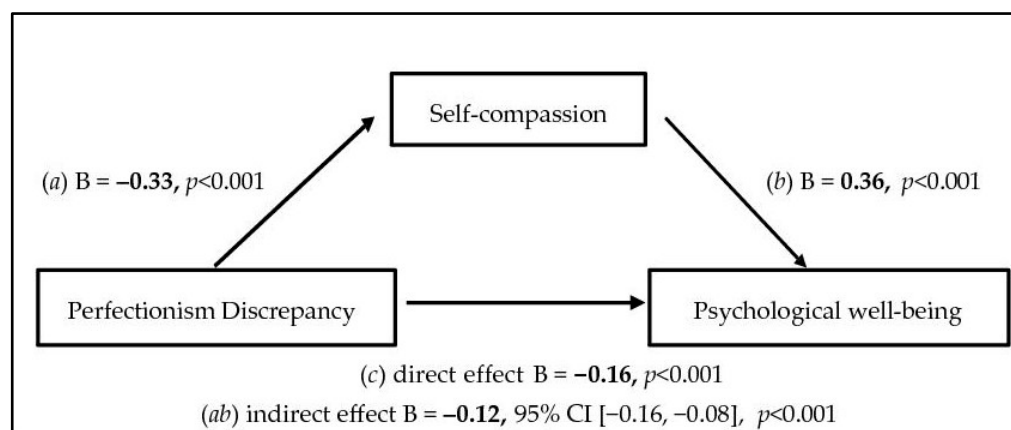 Self-compassion
(a) B = −0.33, p<0.001
(b) B = 0.36, p<0.001
Perfectionism Discrepancy
Psychological well-being
(c) direct effect B = −0.16, p<0.001
(ab) indirect effect B = −0.12, 95% CI [−0.16, −0.08], p<0.001